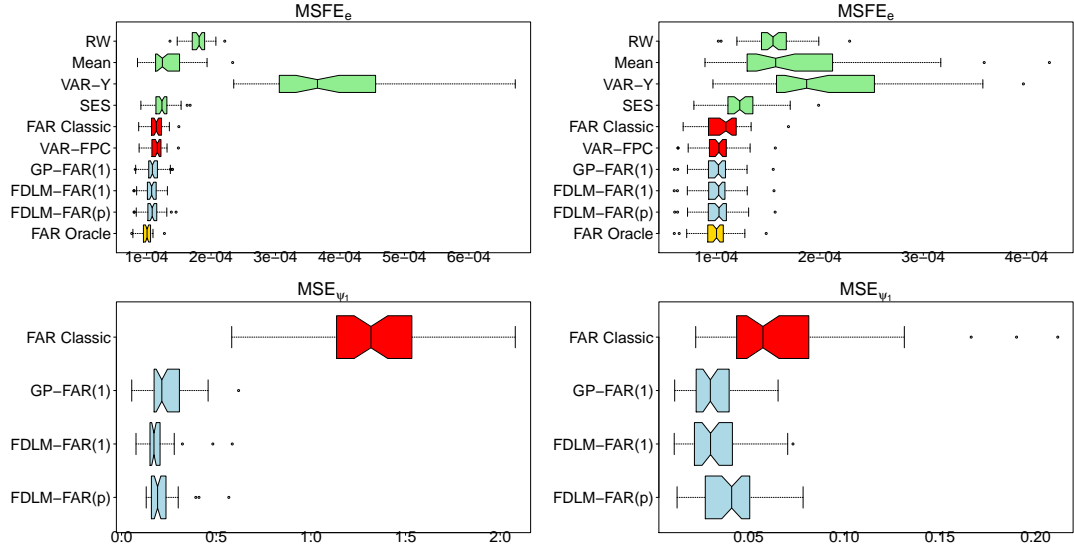 MSFEe
RW
Mean
VAR−Y
SES
FAR Classic
VAR−FPC
GP−FAR(1)
FDLM−FAR(1)
FDLM−FAR(p)
FAR Oracle
1e−04 2e−04 3e−04 4e−04 5e−04 6e−04
MSFEe
RW
Mean
VAR−Y
SES
FAR Classic
VAR−FPC
GP−FAR(1)
FDLM−FAR(1)
FDLM−FAR(p)
FAR Oracle
1e−04 2e−04 3e−04 4e−04
MSEψ1
FAR Classic
GP−FAR(1)
FDLM−FAR(1)
FDLM−FAR(p)
0.0 0.5 1.0 1.5 2.0
MSEψ1
FAR Classic
GP−FAR(1)
FDLM−FAR(1)
FDLM−FAR(p)
0.05 0.10 0.15 0.20